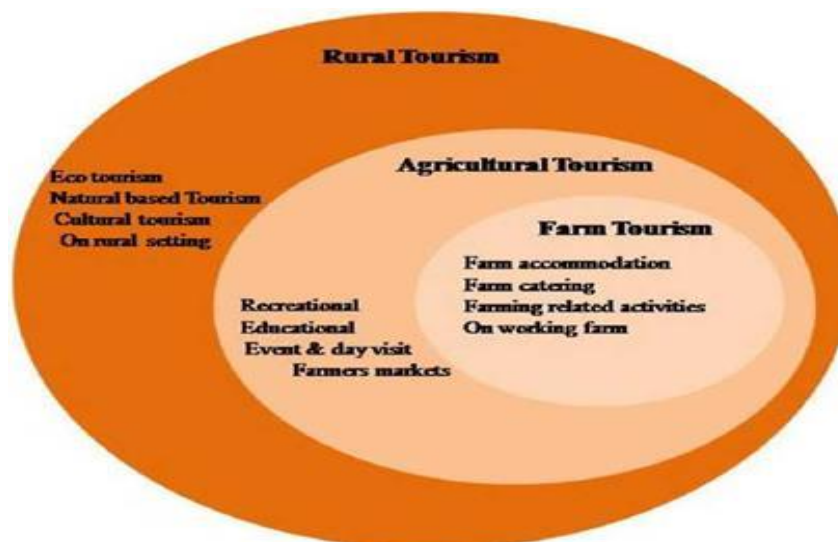 Rural Tourism
Eco tourism
Natural based Tourism
Cultural tourism
On rural setting
Agricultural Tourism
Recreational
Educational
Event & day visit
Farmers markets
Farm Tourism
Farm accommodation
Farm catering
Farming related activities
On working farm